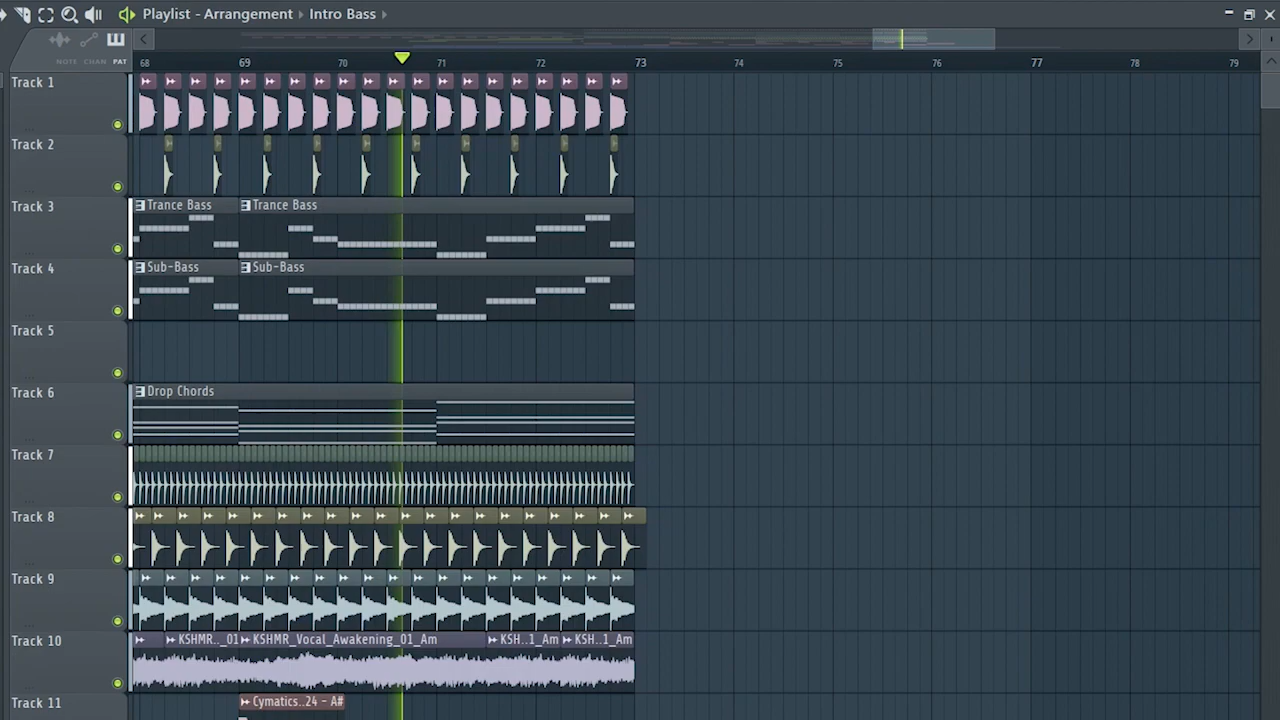 Playlist - Arrangement › Intro Bass ›
NOTE CHAN PAT
68 69 70 71 72 73 74 75 76 77 78 79
Track 1
Track 2
Track 3
Trance Bass Trance Bass
Track 4
Sub-Bass Sub-Bass
Track 5
Track 6
Drop Chords
Track 7
Track 8
Track 9
Track 10
KSHMR_.._01 KSHMR_Vocal_Awakening_01_Am KSH..1_Am KSH..1_Am
Track 11
Cymatics..24 - A#